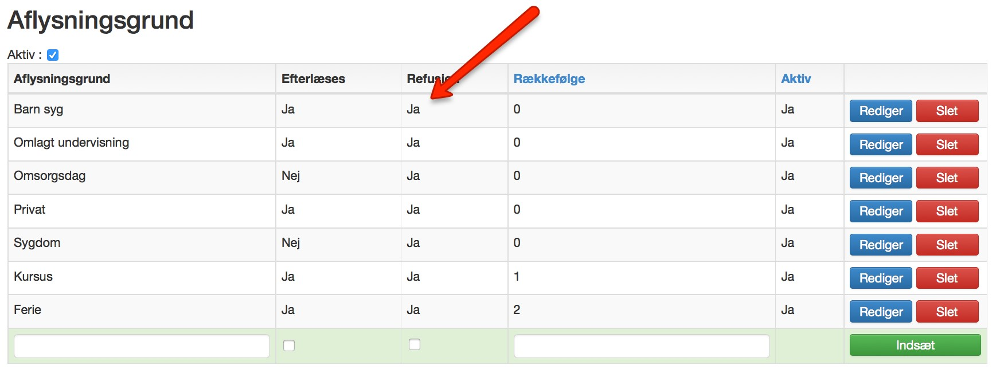 Aflysningsgrund
Aktiv :
Aflysningsgrund Efterlæses Rækkefølge Aktiv
Barn syg Ja Ja 0 Ja Rediger Slet
Omlagt undervisning Ja Ja 0 Ja Rediger Slet
Omsorgsdag Nej Ja 0 Ja Rediger Slet
Privat Ja Ja 0 Ja Rediger Slet
Sygdom Nej Ja 0 Ja Rediger Slet
Kursus Ja Ja 1 Ja Rediger Slet
Ferie Ja Ja 2 Ja Rediger Slet
Indsæt